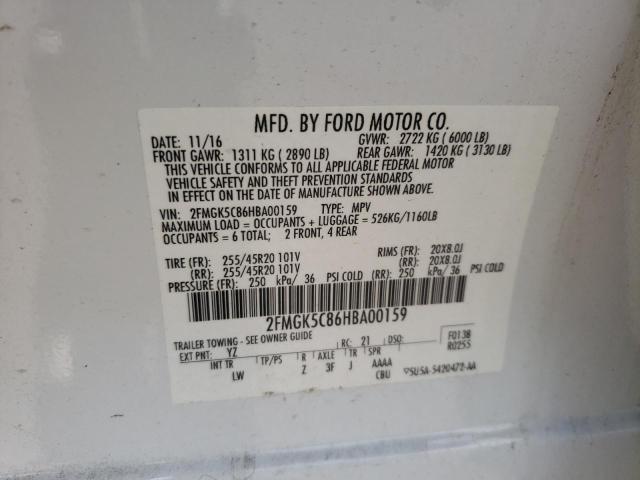 MFD. BY FORD MOTOR CO.
DATE: 11/16 GVWR: 2722 KG ( 6000 LB)
FRONT GAWR: 1311 KG ( 2890 LB) REAR GAWR: 1420 KG ( 3130 LB)
THIS VEHICLE CONFORMS TO ALL APPLICABLE FEDERAL MOTOR
VEHICLE SAFETY AND THEFT PREVENTION STANDARDS
IN EFFECT ON THE DATE OF MANUFACTURE SHOWN ABOVE.
VIN: 2FMGK5C86HBA00159 TYPE: MPV
MAXIMUM LOAD = OCCUPANTS + LUGGAGE = 526KG/1160LB
OCCUPANTS = 6 TOTAL; 2 FRONT, 4 REAR
TIRE (FR): 255/45R20 101V RIMS (FR): 20X8.0J
(RR): 255/45R20 101V (RR): 20X8.0J
PRESSURE (FR): 250 kPa/ 36 PSI COLD (RR): 250 kPa/ 36 PSI COLD
2FMGK5C86HBA00159
TRAILER TOWING - SEE OWNER GUIDE
EXT PNT: YZ RC: 21 DSO: F0138
R0255
INT TR TP/PS R AXLE TR SPR
LW Z 3F J AAAA
CBU
5U5A-5420472-AA